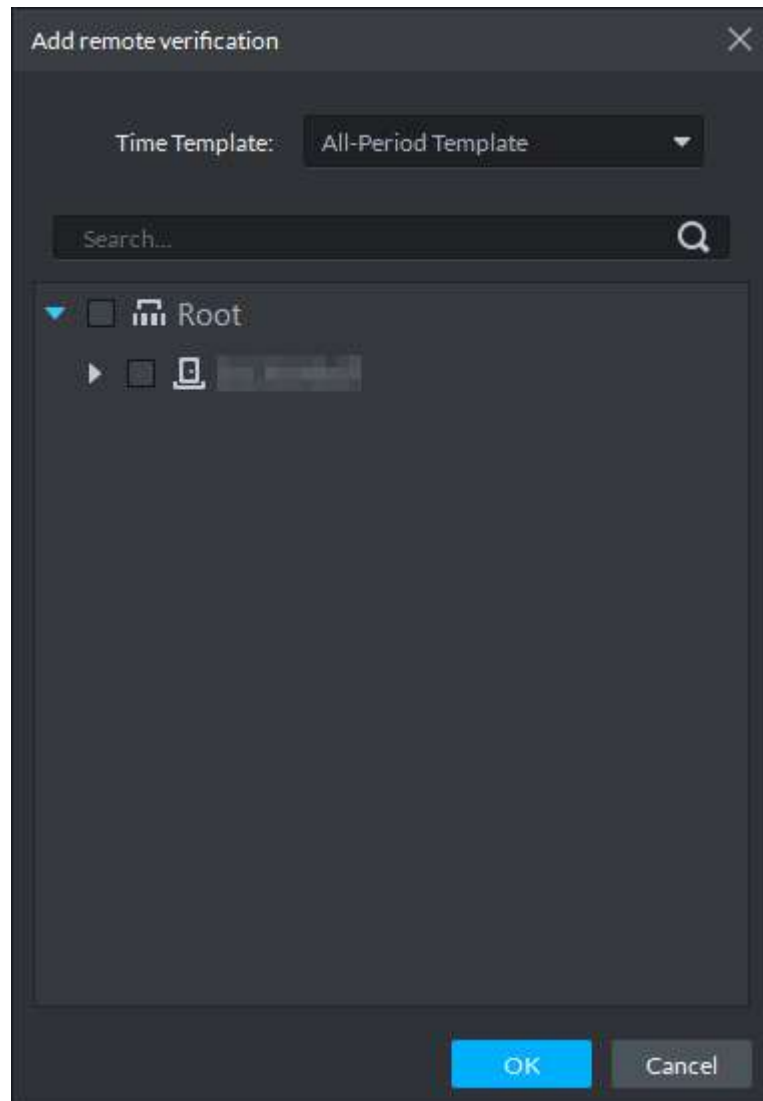 Add remote verification
Time Template: All-Period Template
Search...
Root
OK Cancel